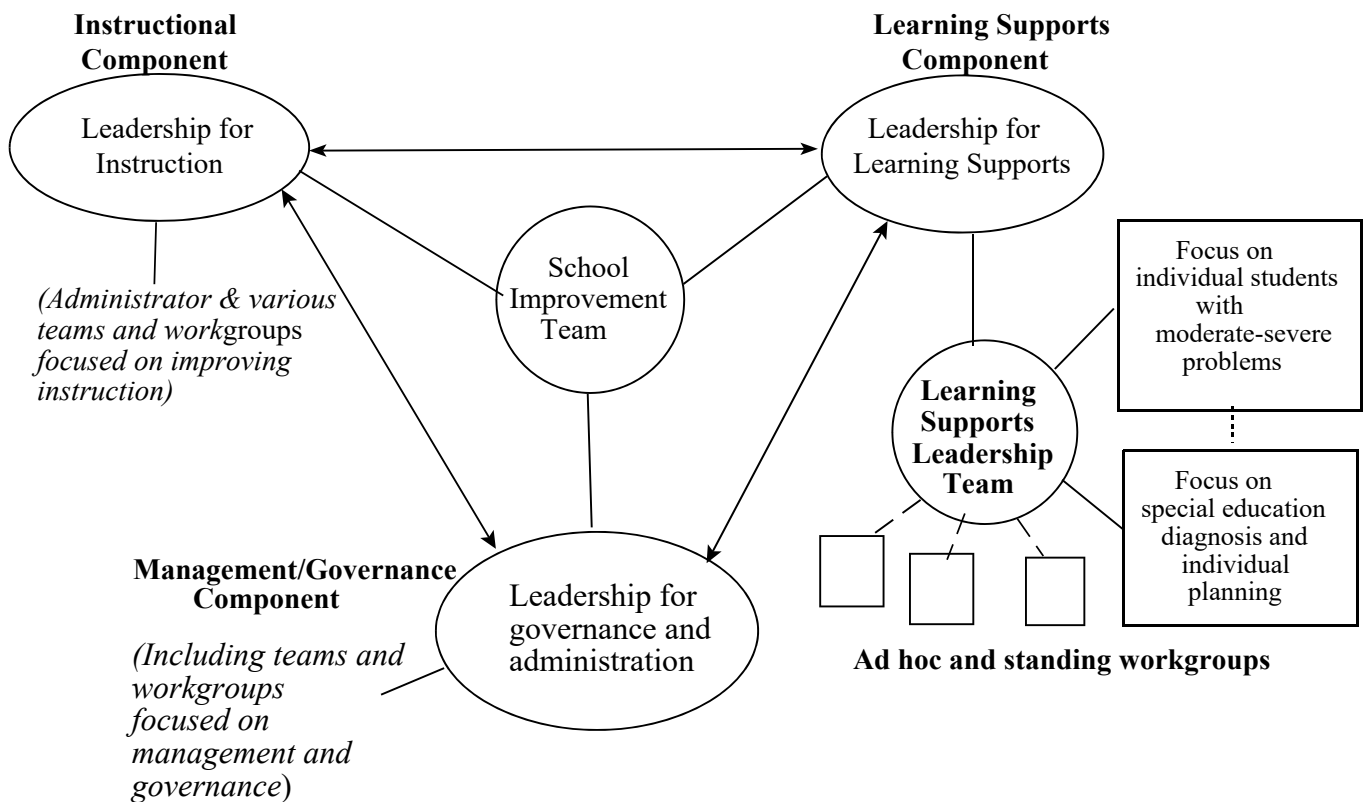 Instructional
Component
Leadership for
Instruction
(Administrator & various
teams and workgroups
focused on improving
instruction)
Learning Supports
Component
Leadership for
Learning Supports
School
Improvement
Team
Focus on
individual students
with
moderate-severe
problems
Learning
Supports
Leadership
Team
Focus on
special education
diagnosis and
individual
planning
Ad hoc and standing workgroups
Management/Governance
Component
Leadership for
governance and
administration
(Including teams and
workgroups
focused on
management and
governance)